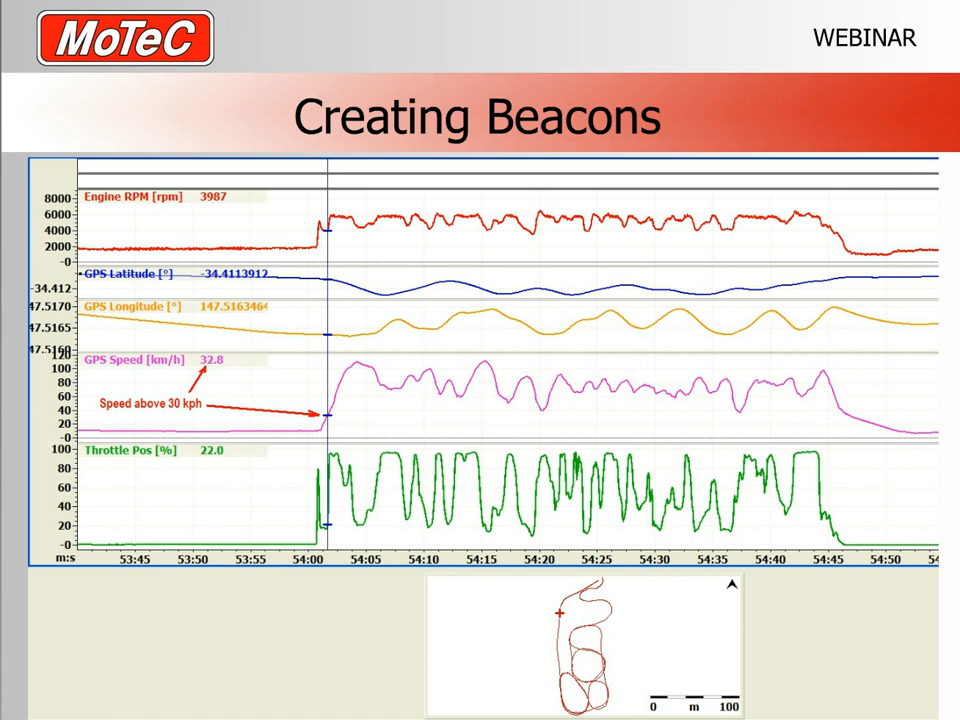 MoTeC
WEBINAR
Creating Beacons
Engine RPM [rpm] 3987
8000
6000
4000
2000
-0
GPS Latitude [°] -34.4113912
-34.412
GPS Longitude [°] 147.5163464
47.5170
47.5165
47.5160
GPS Speed [km/h] 32.8
120
100
80
60
40
20
-0
Speed above 30 kph
Throttle Pos [%] 22.0
100
80
60
40
20
-0
m:s 53:45 53:50 53:55 54:00 54:05 54:10 54:15 54:20 54:25 54:30 54:35 54:40 54:45 54:50 54
0 m 100